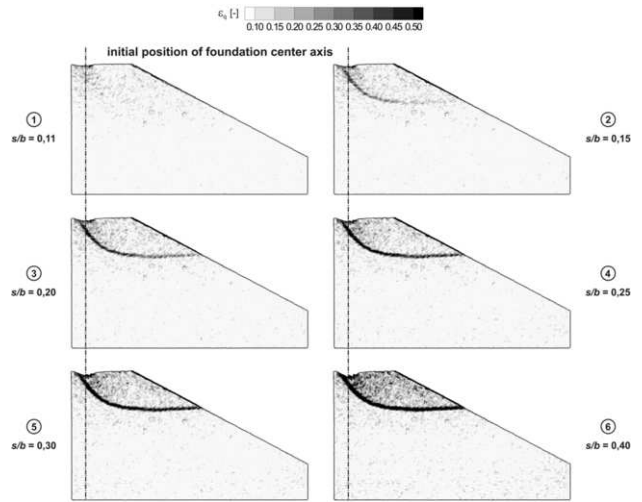 εq [-]
0.10 0.15 0.20 0.25 0.30 0.35 0.40 0.45 0.50
initial position of foundation center axis
1
s/b = 0,11
2
s/b = 0,15
3
s/b = 0,20
4
s/b = 0,25
5
s/b = 0,30
6
s/b = 0,40